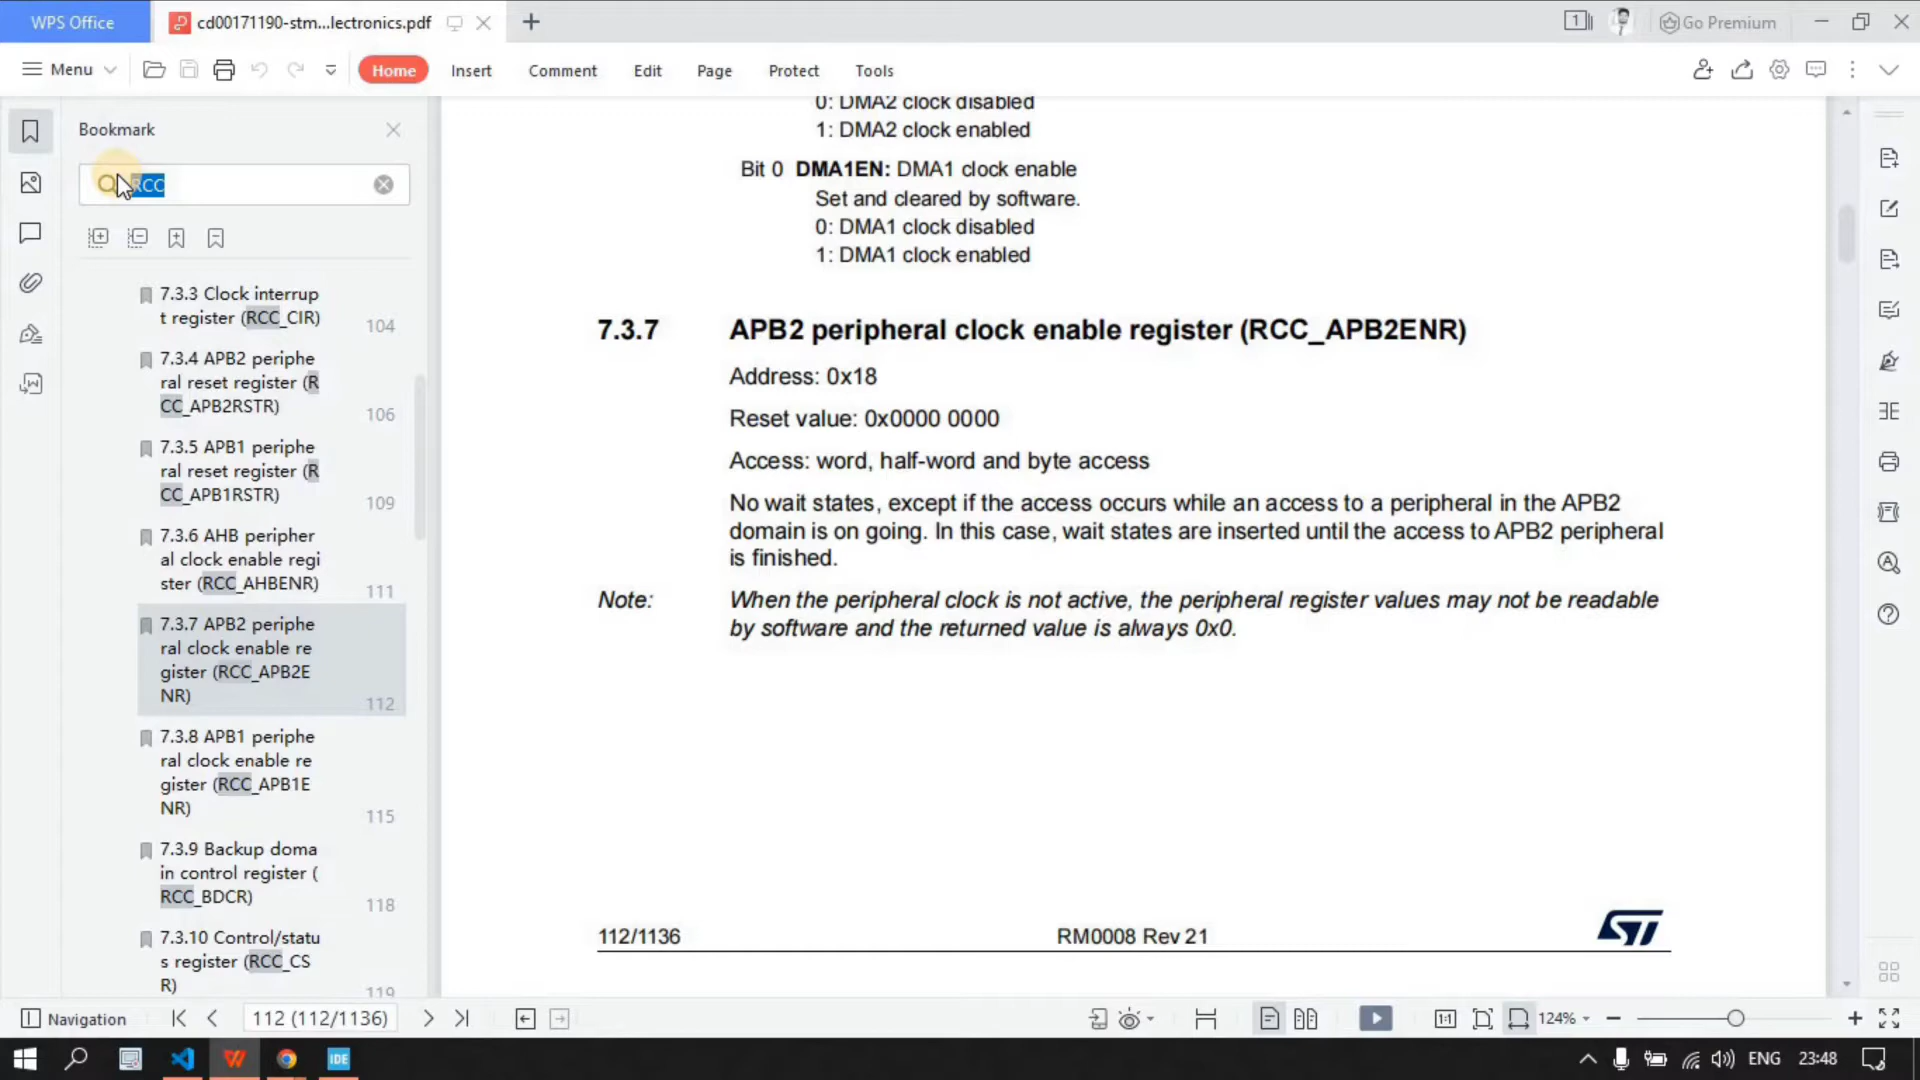 WPS Office
cd00171190-stm...lectronics.pdf
1
Go Premium
Menu
Home
Insert
Comment
Edit
Page
Protect
Tools
Bookmark
RCC
7.3.3 Clock interrup
t register (RCC_CIR)
104
7.3.4 APB2 periphe
ral reset register (R
CC_APB2RSTR)
106
7.3.5 APB1 periphe
ral reset register (R
CC_APB1RSTR)
109
7.3.6 AHB peripher
al clock enable regi
ster (RCC_AHBENR)
111
7.3.7 APB2 periphe
ral clock enable re
gister (RCC_APB2E
NR)
112
7.3.8 APB1 periphe
ral clock enable re
gister (RCC_APB1E
NR)
115
7.3.9 Backup doma
in control register (
RCC_BDCR)
118
7.3.10 Control/statu
s register (RCC_CS
R)
119
0: DMA2 clock disabled
1: DMA2 clock enabled
Bit 0 DMA1EN: DMA1 clock enable
Set and cleared by software.
0: DMA1 clock disabled
1: DMA1 clock enabled
7.3.7 APB2 peripheral clock enable register (RCC_APB2ENR)
Address: 0x18
Reset value: 0x0000 0000
Access: word, half-word and byte access
No wait states, except if the access occurs while an access to a peripheral in the APB2
domain is on going. In this case, wait states are inserted until the access to APB2 peripheral
is finished.
Note: When the peripheral clock is not active, the peripheral register values may not be readable
by software and the returned value is always 0x0.
112/1136
RM0008 Rev 21
ST
Navigation
112 (112/1136)
1:1
124%
IDE
ENG
23:48